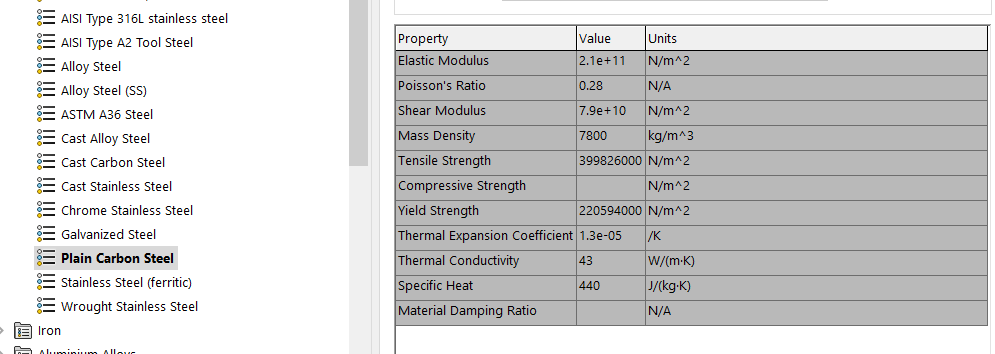 AISI Type 316L stainless steel
AISI Type A2 Tool Steel
Alloy Steel
Alloy Steel (SS)
ASTM A36 Steel
Cast Alloy Steel
Cast Carbon Steel
Cast Stainless Steel
Chrome Stainless Steel
Galvanized Steel
Plain Carbon Steel
Stainless Steel (ferritic)
Wrought Stainless Steel
Iron
Aluminium Alloys
Property Value Units
Elastic Modulus 2.1e+11 N/m^2
Poisson's Ratio 0.28 N/A
Shear Modulus 7.9e+10 N/m^2
Mass Density 7800 kg/m^3
Tensile Strength 399826000 N/m^2
Compressive Strength N/m^2
Yield Strength 220594000 N/m^2
Thermal Expansion Coefficient 1.3e-05 /K
Thermal Conductivity 43 W/(m·K)
Specific Heat 440 J/(kg·K)
Material Damping Ratio N/A